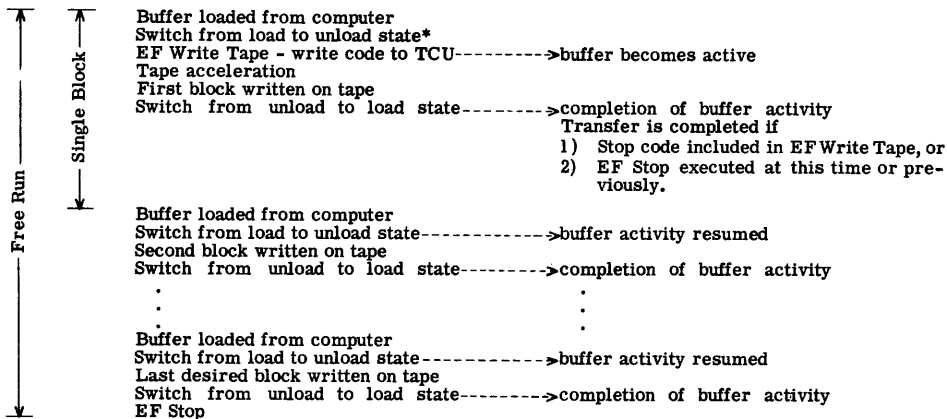 Free Run
Single Block
Buffer loaded from computer
Switch from load to unload state*
EF Write Tape - write code to TCU--------->buffer becomes active
Tape acceleration
First block written on tape
Switch from unload to load state--------->completion of buffer activity
Transfer is completed if
1) Stop code included in EF Write Tape, or
2) EF Stop executed at this time or pre-
viously.
Buffer loaded from computer
Switch from load to unload state------------->buffer activity resumed
Second block written on tape
Switch from unload to load state--------->completion of buffer activity
. .
. .
. .
Buffer loaded from computer
Switch from load to unload state------------->buffer activity resumed
Last desired block written on tape
Switch from unload to load state--------->completion of buffer activity
EF Stop